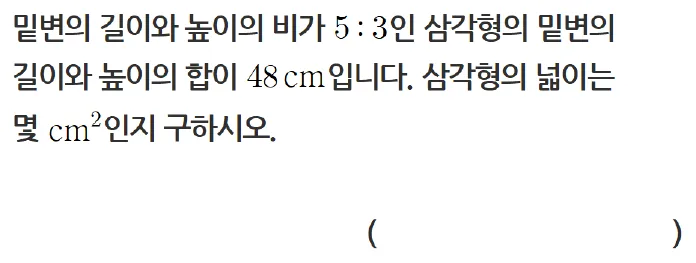 밑변의 길이와 높이의 비가 5 : 3인 삼각형의 밑변의
길이와 높이의 합이 48 cm입니다. 삼각형의 넓이는
몇 cm²인지 구하시오.
( )